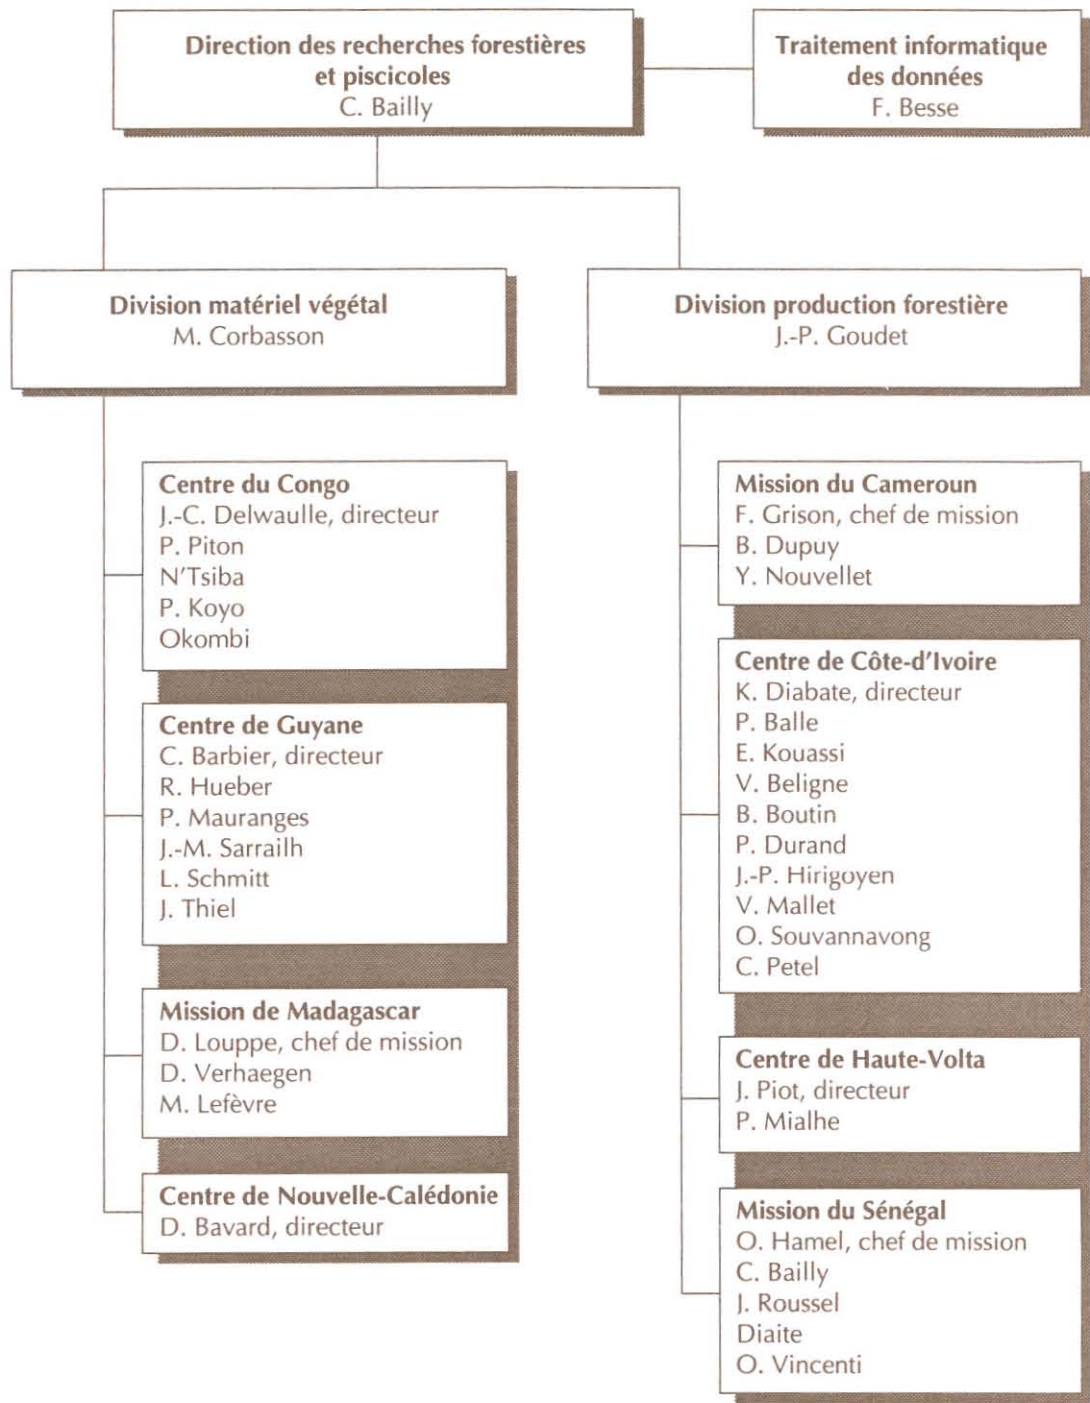 Direction des recherches forestières
et piscicoles
C. Bailly
Traitement informatique
des données
F. Besse
Division matériel végétal
M. Corbasson
Division production forestière
J.-P. Goudet
Centre du Congo
J.-C. Delwaulle, directeur
P. Piton
N'Tsiba
P. Koyo
Okombi
Centre de Guyane
C. Barbier, directeur
R. Hueber
P. Mauranges
J.-M. Sarrailh
L. Schmitt
J. Thiel
Mission de Madagascar
D. Louppe, chef de mission
D. Verhaegen
M. Lefèvre
Centre de Nouvelle-Calédonie
D. Bavard, directeur
Mission du Cameroun
F. Grison, chef de mission
B. Dupuy
Y. Nouvellet
Centre de Côte-d'Ivoire
K. Diabate, directeur
P. Balle
E. Kouassi
V. Beligne
B. Boutin
P. Durand
J.-P. Hirigoyen
V. Mallet
O. Souvannavong
C. Petel
Centre de Haute-Volta
J. Piot, directeur
P. Mialhe
Mission du Sénégal
O. Hamel, chef de mission
C. Bailly
J. Roussel
Diaite
O. Vincenti